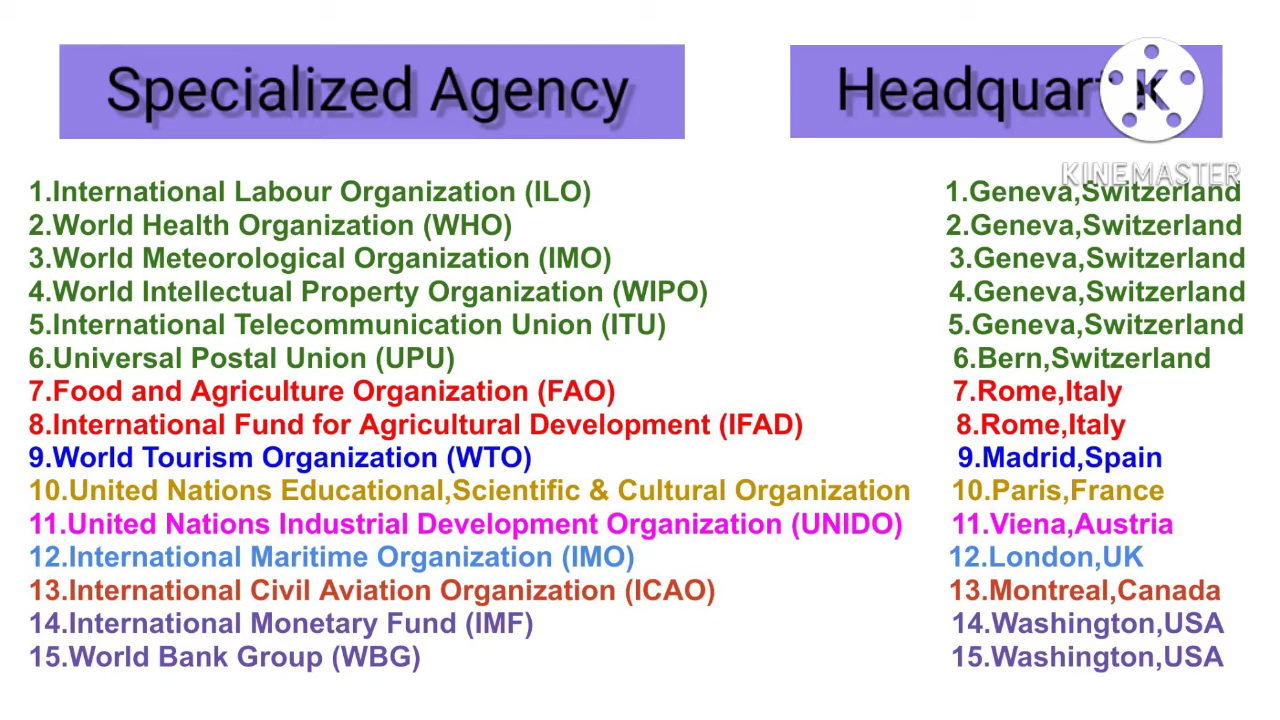 Specialized Agency
Headquart
K
KINEMASTER
1.International Labour Organization (ILO) 1.Geneva,Switzerland
2.World Health Organization (WHO) 2.Geneva,Switzerland
3.World Meteorological Organization (IMO) 3.Geneva,Switzerland
4.World Intellectual Property Organization (WIPO) 4.Geneva,Switzerland
5.International Telecommunication Union (ITU) 5.Geneva,Switzerland
6.Universal Postal Union (UPU) 6.Bern,Switzerland
7.Food and Agriculture Organization (FAO) 7.Rome,Italy
8.International Fund for Agricultural Development (IFAD) 8.Rome,Italy
9.World Tourism Organization (WTO) 9.Madrid,Spain
10.United Nations Educational,Scientific & Cultural Organization 10.Paris,France
11.United Nations Industrial Development Organization (UNIDO) 11.Viena,Austria
12.International Maritime Organization (IMO) 12.London,UK
13.International Civil Aviation Organization (ICAO) 13.Montreal,Canada
14.International Monetary Fund (IMF) 14.Washington,USA
15.World Bank Group (WBG) 15.Washington,USA